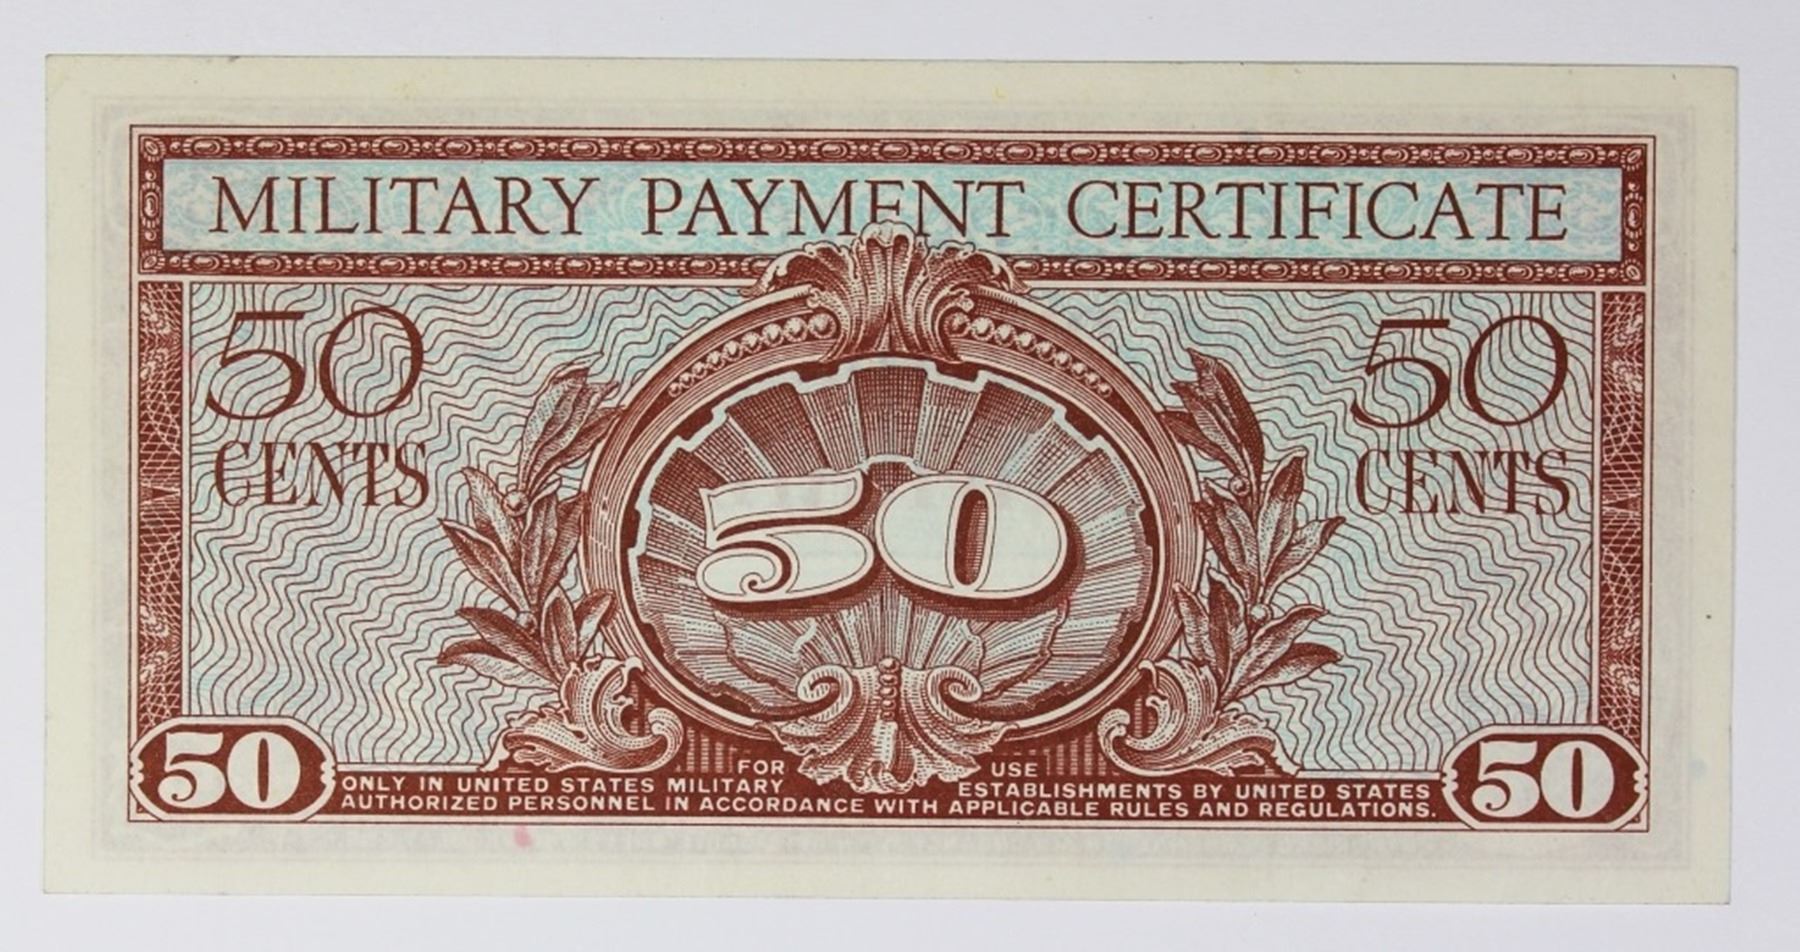 MILITARY PAYMENT CERTIFICATE
50 50
CENTS CENTS
50
FOR USE
50 ONLY IN UNITED STATES MILITARY ESTABLISHMENTS BY UNITED STATES 50
AUTHORIZED PERSONNEL IN ACCORDANCE WITH APPLICABLE RULES AND REGULATIONS.